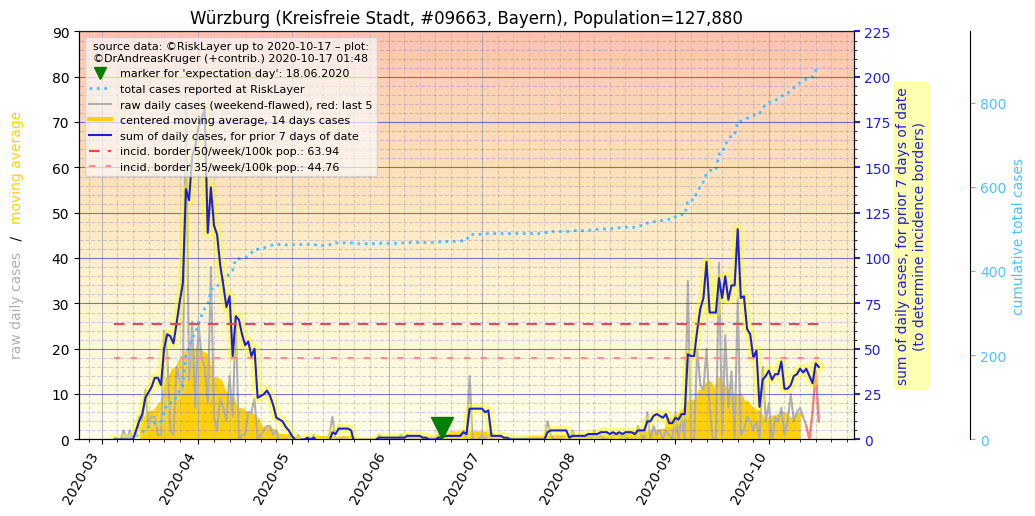 Würzburg (Kreisfreie Stadt, #09663, Bayern), Population=127,880
source data: ©RiskLayer up to 2020-10-17 – plot:
©DrAndreasKruger (+contrib.) 2020-10-17 01:48
marker for 'expectation day': 18.06.2020
total cases reported at RiskLayer
raw daily cases (weekend-flawed), red: last 5
centered moving average, 14 days cases
sum of daily cases, for prior 7 days of date
incid. border 50/week/100k pop.: 63.94
incid. border 35/week/100k pop.: 44.76
raw daily cases / moving average
90
80
70
60
50
40
30
20
10
0
225
200
175
150
125
100
75
50
25
0
sum of daily cases, for prior 7 days of date
(to determine incidence borders)
800
600
400
200
0
cumulative total cases
2020-03
2020-04
2020-05
2020-06
2020-07
2020-08
2020-09
2020-10